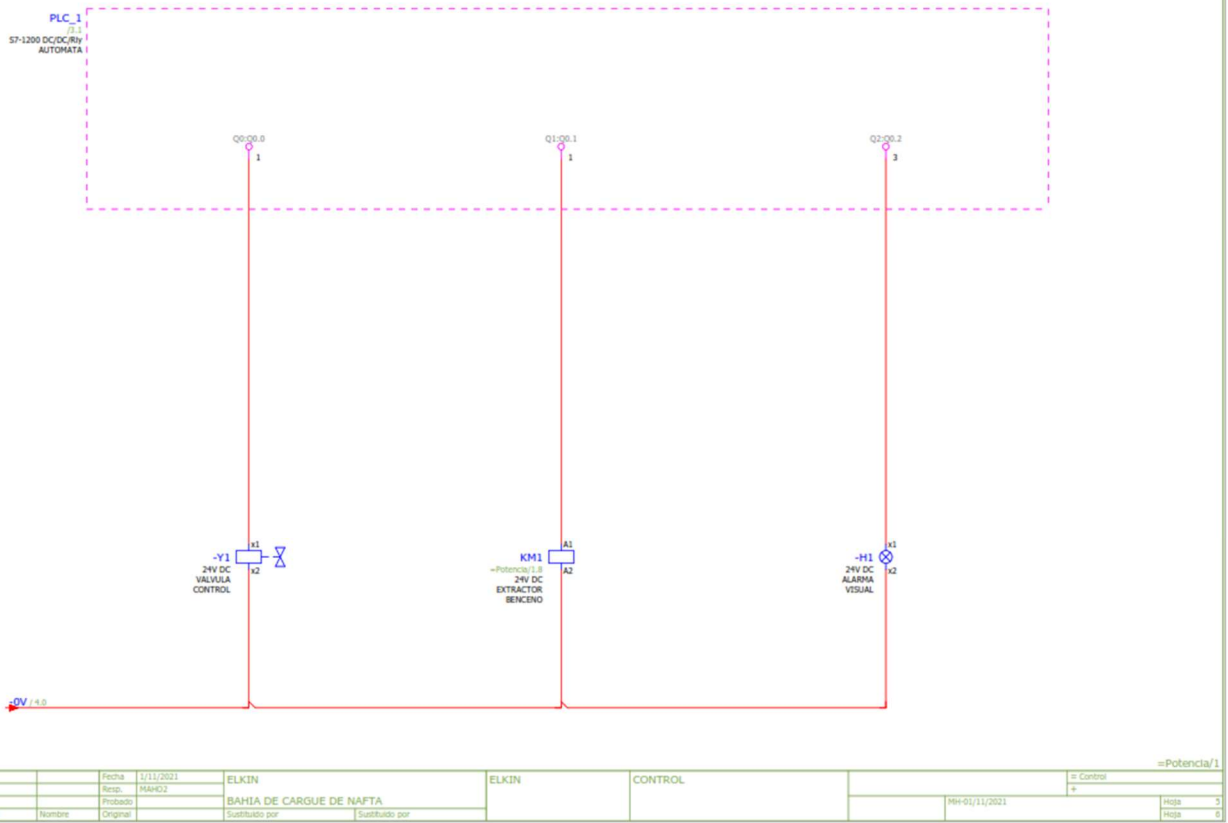 PLC_1
/3.1
S7-1200 DC/DC/Rly
AUTOMATA
Q0:Q0.0
1
Q1:Q0.1
1
Q2:Q0.2
3
-Y1
x1
x2
24V DC
VALVULA
CONTROL
KM1
A1
A2
=Potencia/1.8
24V DC
EXTRACTOR
BENCENO
-H1
x1
x2
24V DC
ALARMA
VISUAL
-0V / 4.0
=Potencia/1
Fecha 1/11/2021
Resp. MAHO2
Probado
Nombre Original
ELKIN
BAHIA DE CARGUE DE NAFTA
Sustituido por Sustituido por
ELKIN
CONTROL
MH-01/11/2021
= Control
+
Hoja 5
Hoja 8